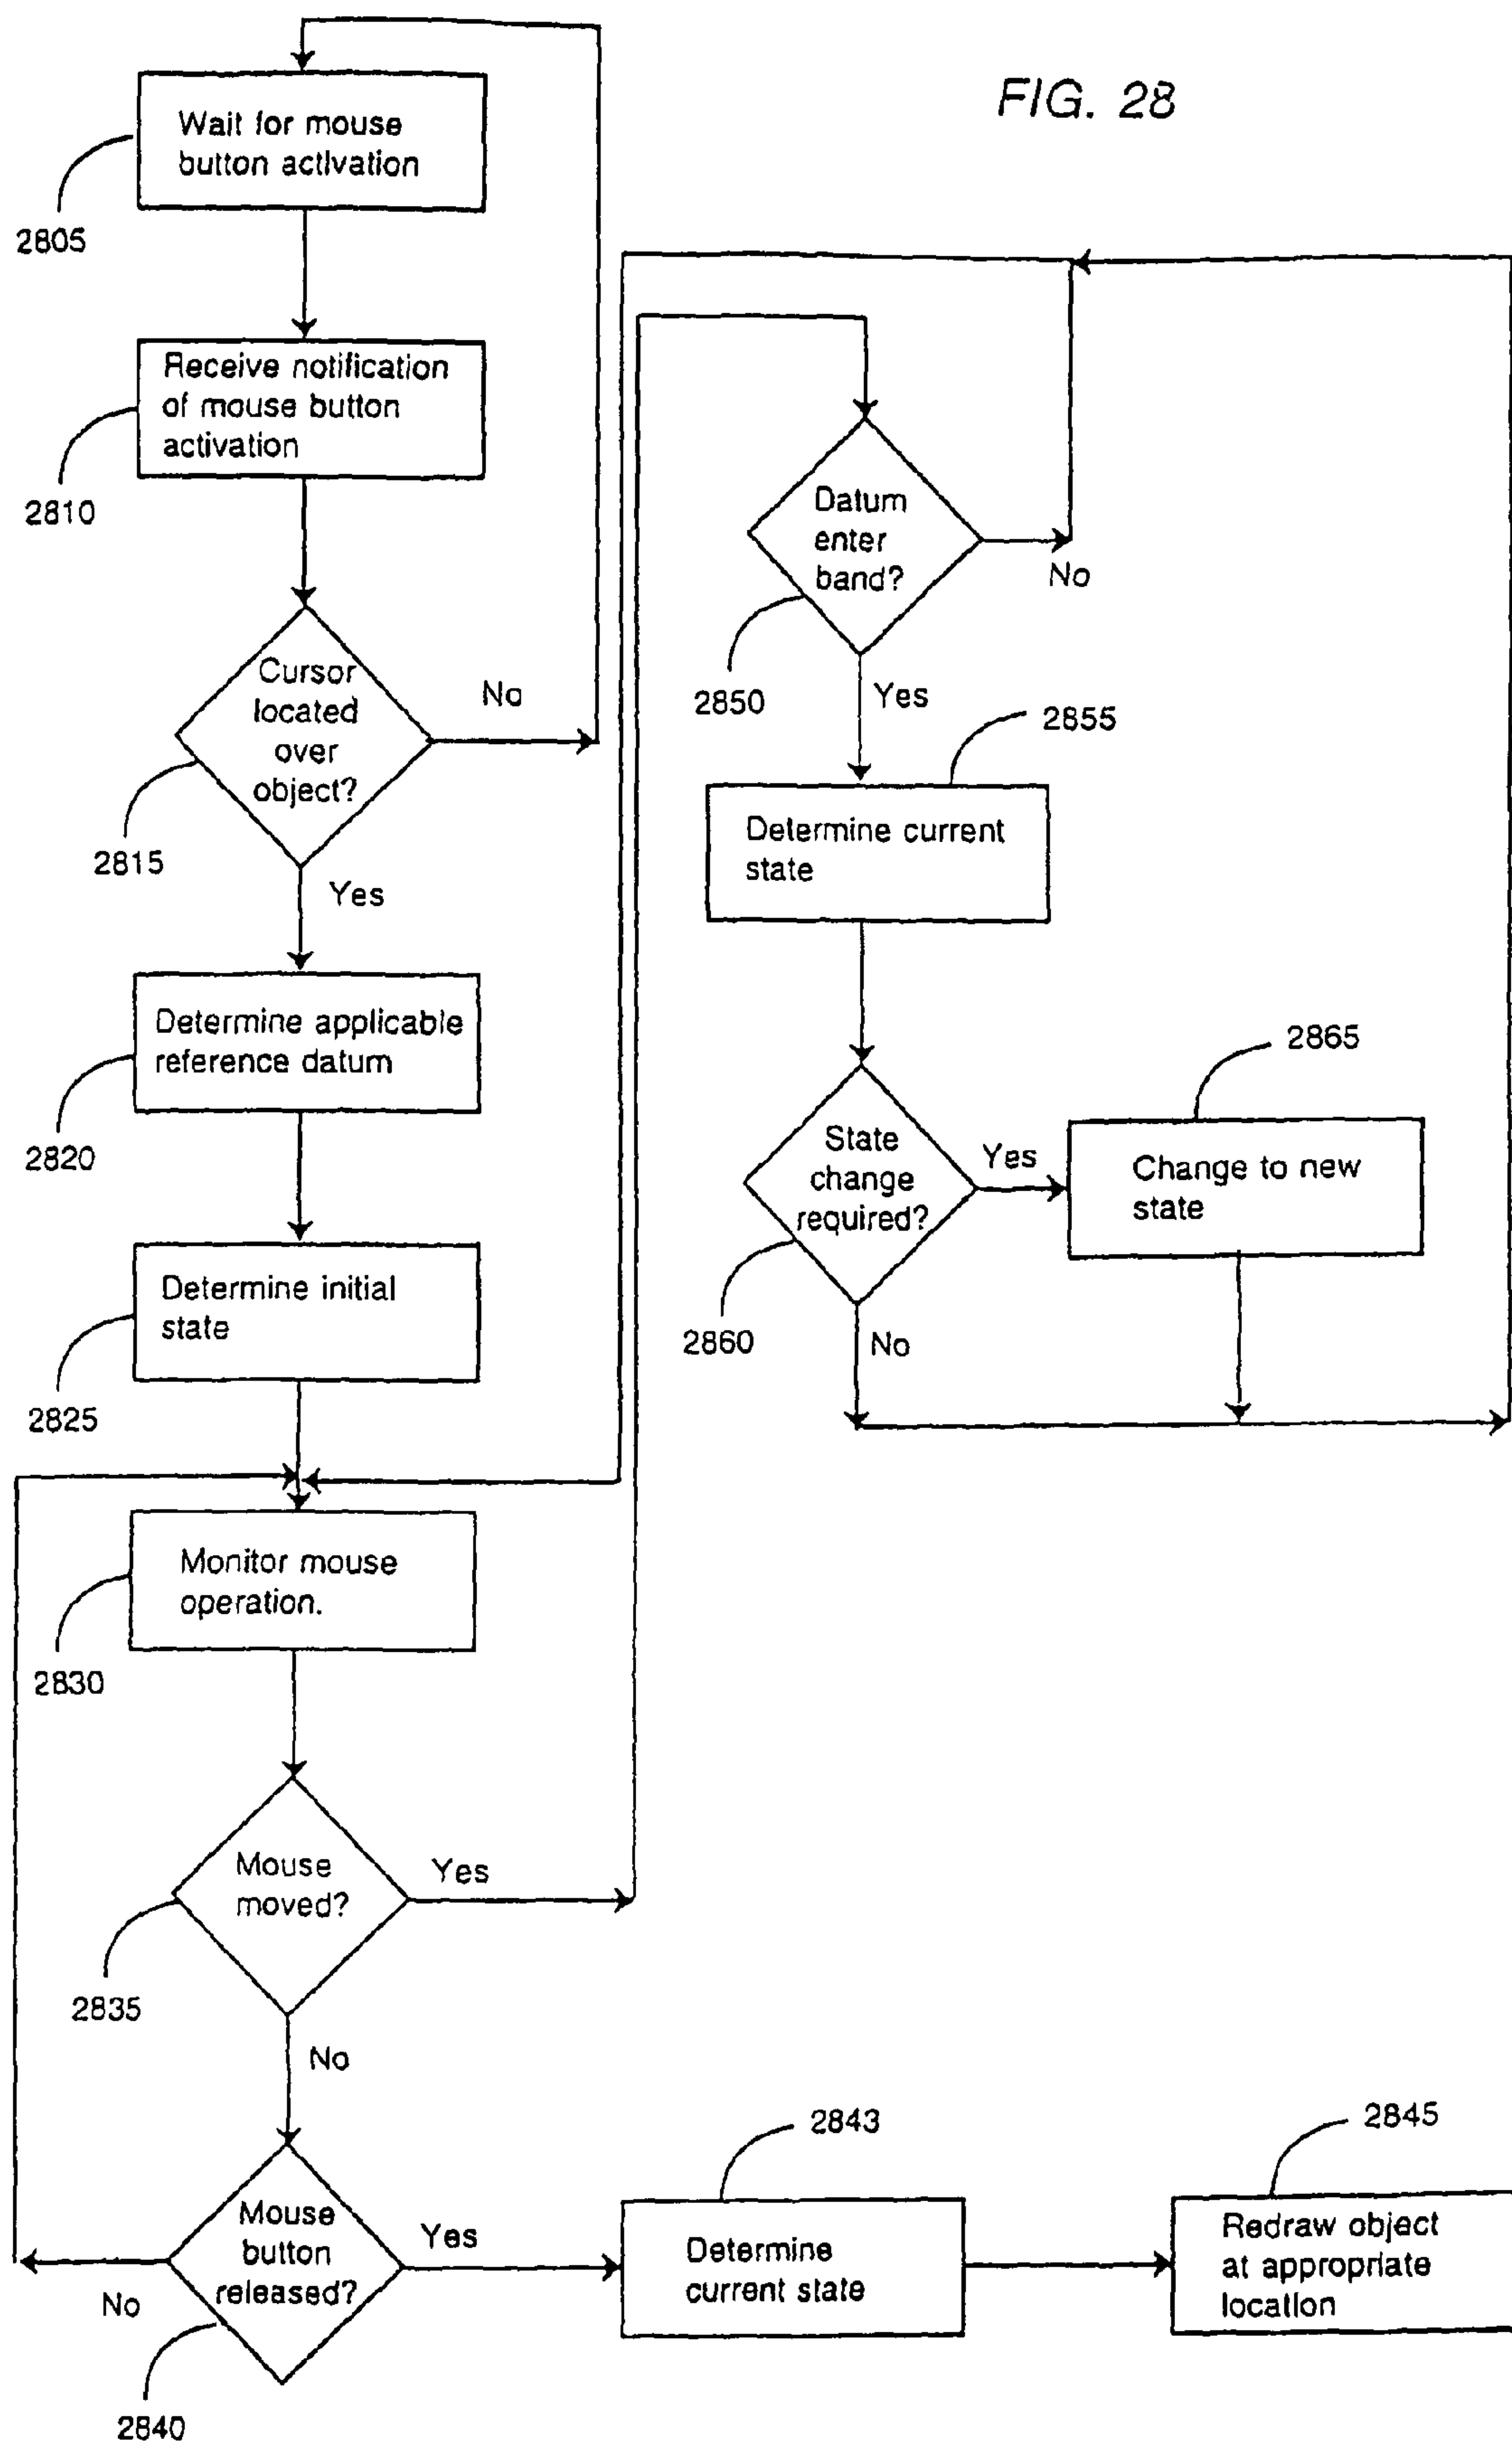 FIG. 28
Wait for mouse
button activation
2805
Receive notification
of mouse button
activation
2810
Cursor
located
over
object?
No
2815
Yes
Determine applicable
reference datum
2820
Determine initial
state
2825
Monitor mouse
operation.
2830
Mouse
moved?
Yes
2835
No
Mouse
button
released?
Yes
No
2840
2843
Determine
current state
2845
Redraw object
at appropriate
location
Datum
enter
band?
No
2850
Yes
2855
Determine current
state
State
change
required?
Yes
2860
No
2865
Change to new
state